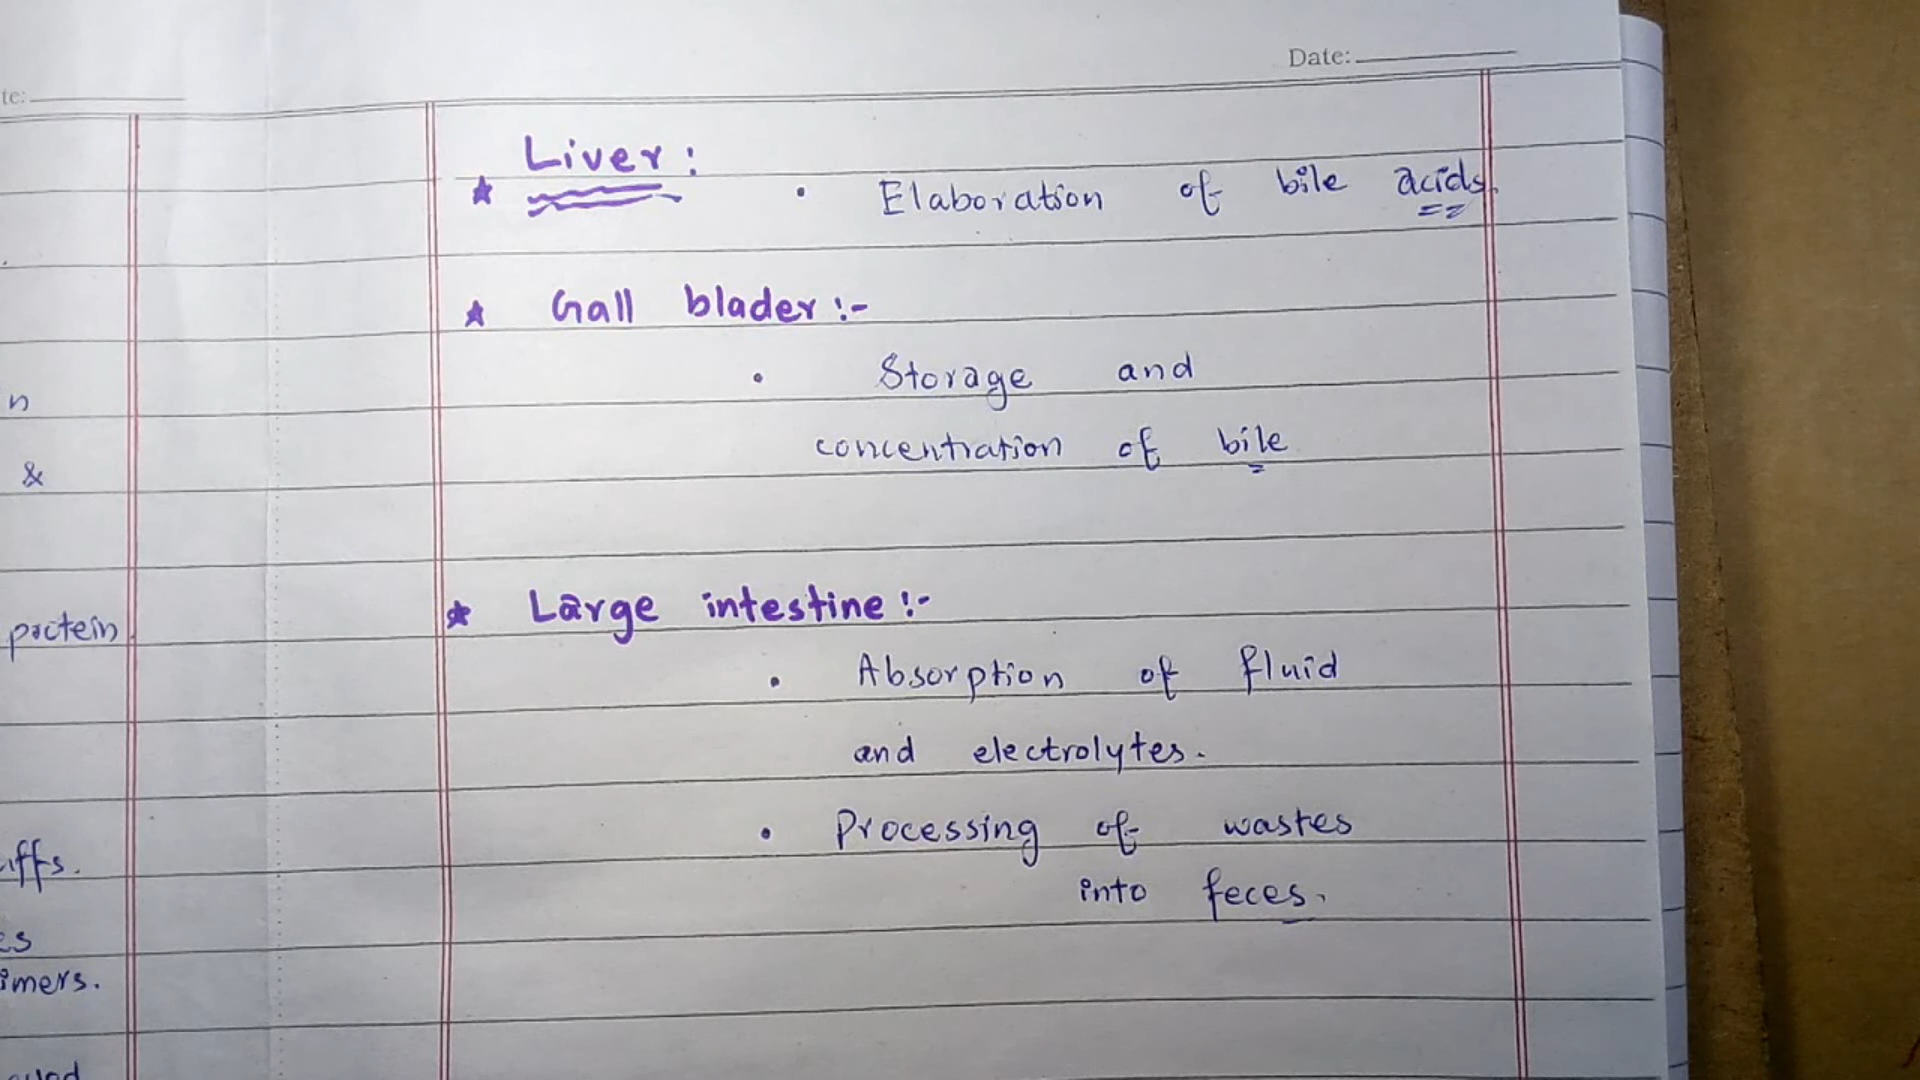 Date:
te:
★ Liver:
• Elaboration of bile acids.
★ Gall blader:-
• Storage and
concentration of bile
★ Large intestine:-
• Absorption of fluid
and electrolytes.
• Processing of wastes
into feces.
n
&
protein.
uffs.
es
imers.